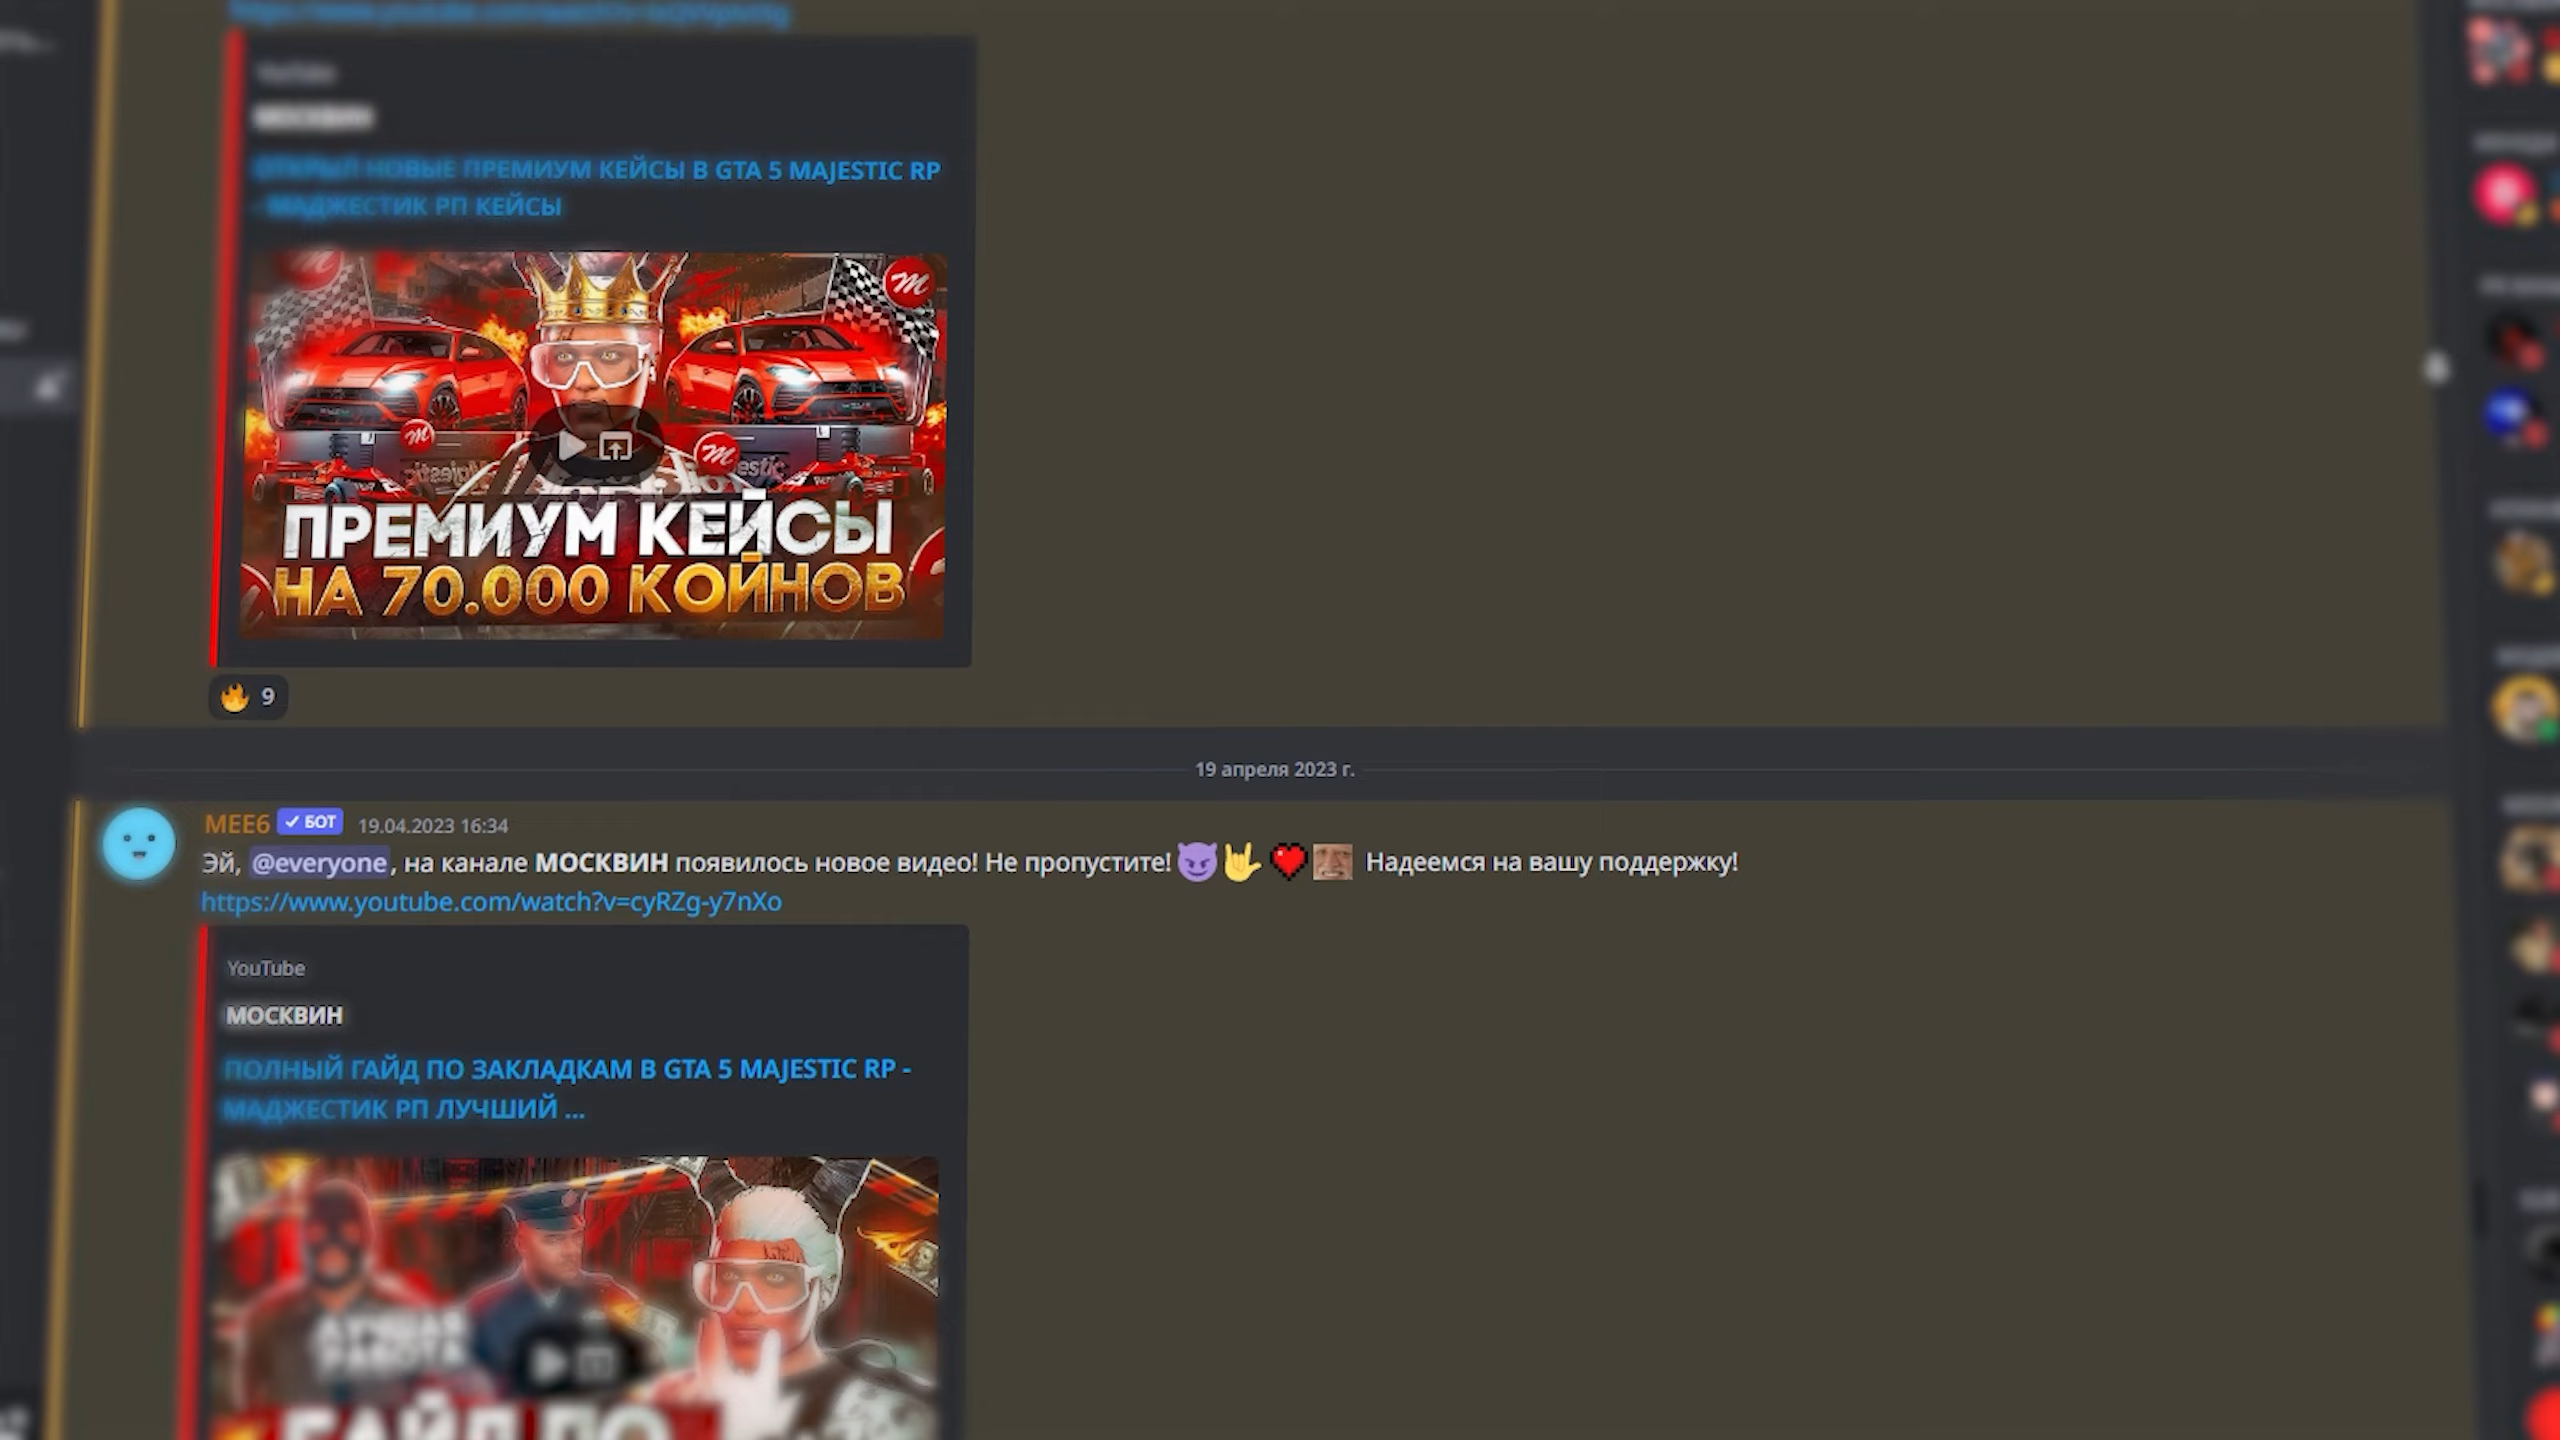 YouTube
МОСКВИН
ОТКРЫЛ НОВЫЕ ПРЕМИУМ КЕЙСЫ В GTA 5 MAJESTIC RP
- МАДЖЕСТИК РП КЕЙСЫ
ПРЕМИУМ КЕЙСЫ
НА 70.000 КОЙНОВ
9
19 апреля 2023 г.
MEE6 БОТ 19.04.2023 16:34
Эй, @everyone, на канале МОСКВИН появилось новое видео! Не пропустите! Надеемся на вашу поддержку!
https://www.youtube.com/watch?v=cyRZg-y7nXo
YouTube
МОСКВИН
ПОЛНЫЙ ГАЙД ПО ЗАКЛАДКАМ В GTA 5 MAJESTIC RP -
МАДЖЕСТИК РП ЛУЧШИЙ ...
ЛУЧШАЯ
РАБОТА
ГАЙД ПО